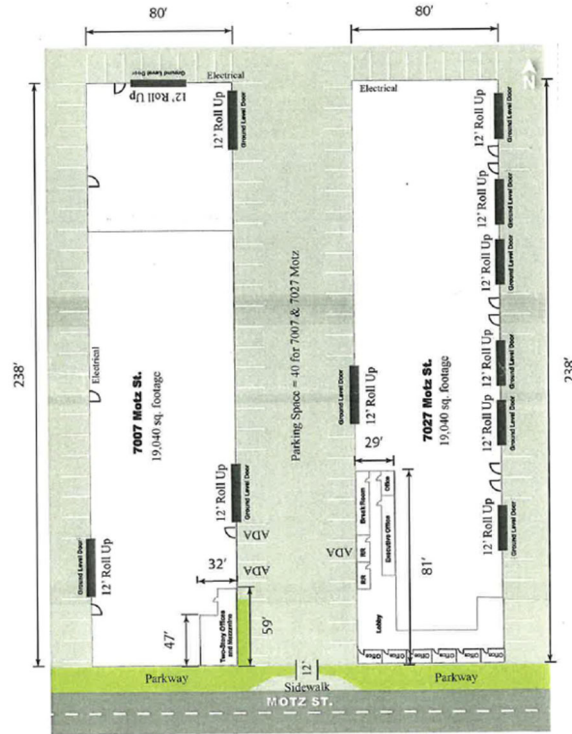 80'
80'
Ground Level Door
12' Roll Up
Electrical
12' Roll Up
Ground Level Door
Electrical
N
12' Roll Up
Ground Level Door
12' Roll Up
Ground Level Door
12' Roll Up
Ground Level Door
238'
Electrical
7007 Motz St.
19,040 sq. footage
Parking Space = 40 for 7007 & 7027 Motz
Ground Level Door
12' Roll Up
7027 Motz St.
19,040 sq. footage
12' Roll Up
Ground Level Door
12' Roll Up
Ground Level Door
238'
12' Roll Up
Ground Level Door
29'
Break Room
Office
Executive Office
RR
RR
81'
12' Roll Up
Ground Level Door
Ground Level Door
12' Roll Up
ADA
ADA
ADA
32'
47'
59'
Two-Story Offices
and Mezzanine
Lobby
Office
Office
Office
Office
Office
Office
Parkway
12'
Sidewalk
Parkway
MOTZ ST.